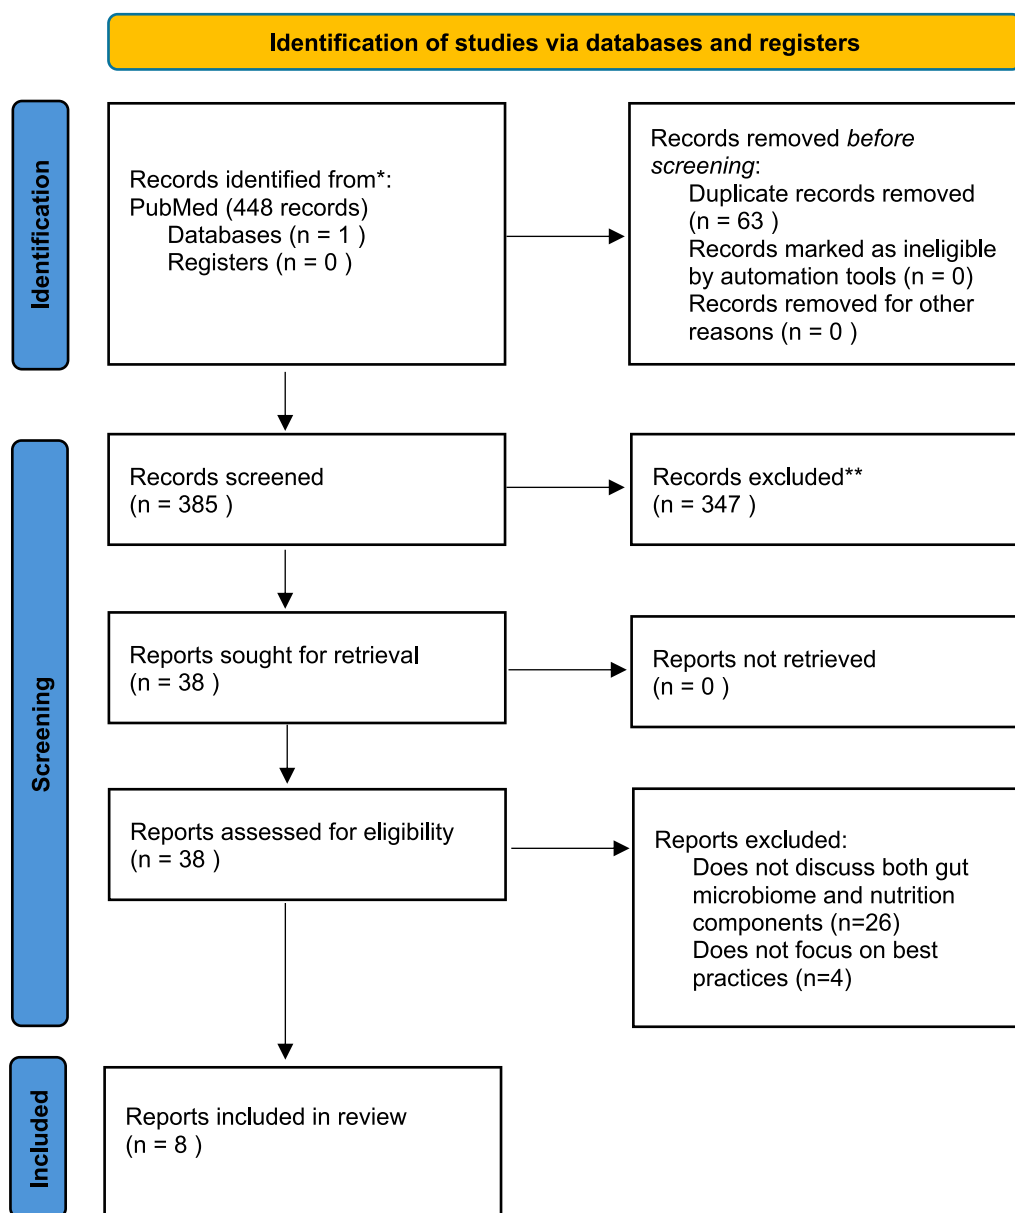 Identification of studies via databases and registers
Identification
Records identified from*:
PubMed (448 records)
Databases (n = 1 )
Registers (n = 0 )
Records removed before
screening:
Duplicate records removed
(n = 63 )
Records marked as ineligible
by automation tools (n = 0)
Records removed for other
reasons (n = 0 )
Screening
Records screened
(n = 385 )
Records excluded**
(n = 347 )
Reports sought for retrieval
(n = 38 )
Reports not retrieved
(n = 0 )
Reports assessed for eligibility
(n = 38 )
Reports excluded:
Does not discuss both gut
microbiome and nutrition
components (n=26)
Does not focus on best
practices (n=4)
Included
Reports included in review
(n = 8 )